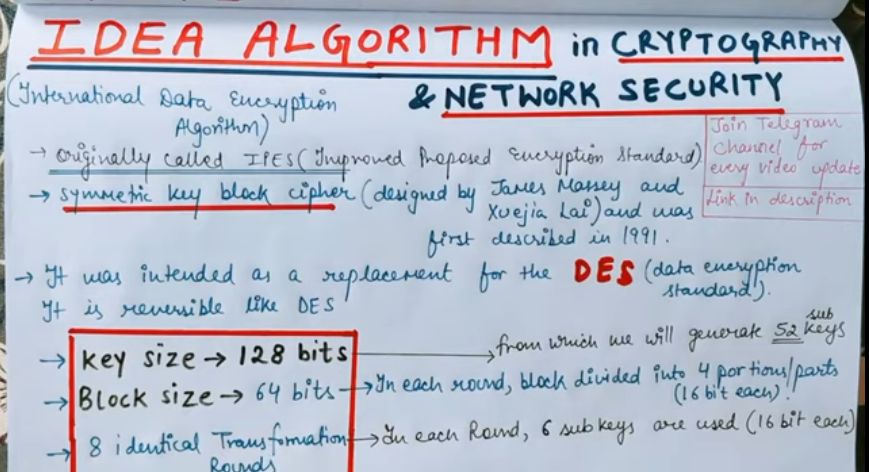 IDEA ALGORITHM in CRYPTOGRAPHY
& NETWORK SECURITY
(International Data Encryption
Algorithm)
→ originally called IPES (Improved Proposed Encryption Standard)
→ symmetric key block cipher (designed by James Massey and
Xuejia Lai) and was
first described in 1991.
Join Telegram
Channel for
every video update
Link in description
→ It was intended as a replacement for the DES (data encryption
standard).
It is reversible like DES
→ Key size → 128 bits → from which we will generate 52 sub keys
→ Block size → 64 bits → In each round, block divided into 4 portions/parts
(16 bit each).
→ 8 identical Transformation → In each Round, 6 sub keys are used (16 bit each)
Rounds